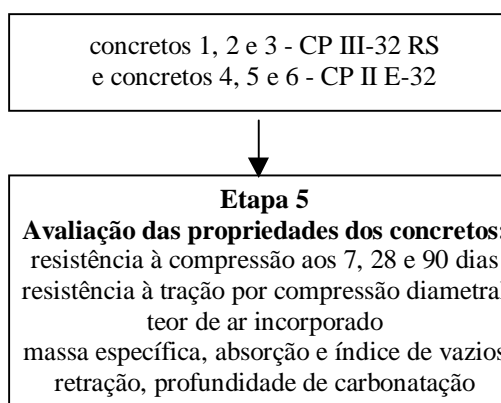 concretos 1, 2 e 3 - CP III-32 RS
e concretos 4, 5 e 6 - CP II E-32
Etapa 5
Avaliação das propriedades dos concretos:
resistência à compressão aos 7, 28 e 90 dias
resistência à tração por compressão diametral
teor de ar incorporado
massa específica, absorção e índice de vazios
retração, profundidade de carbonatação